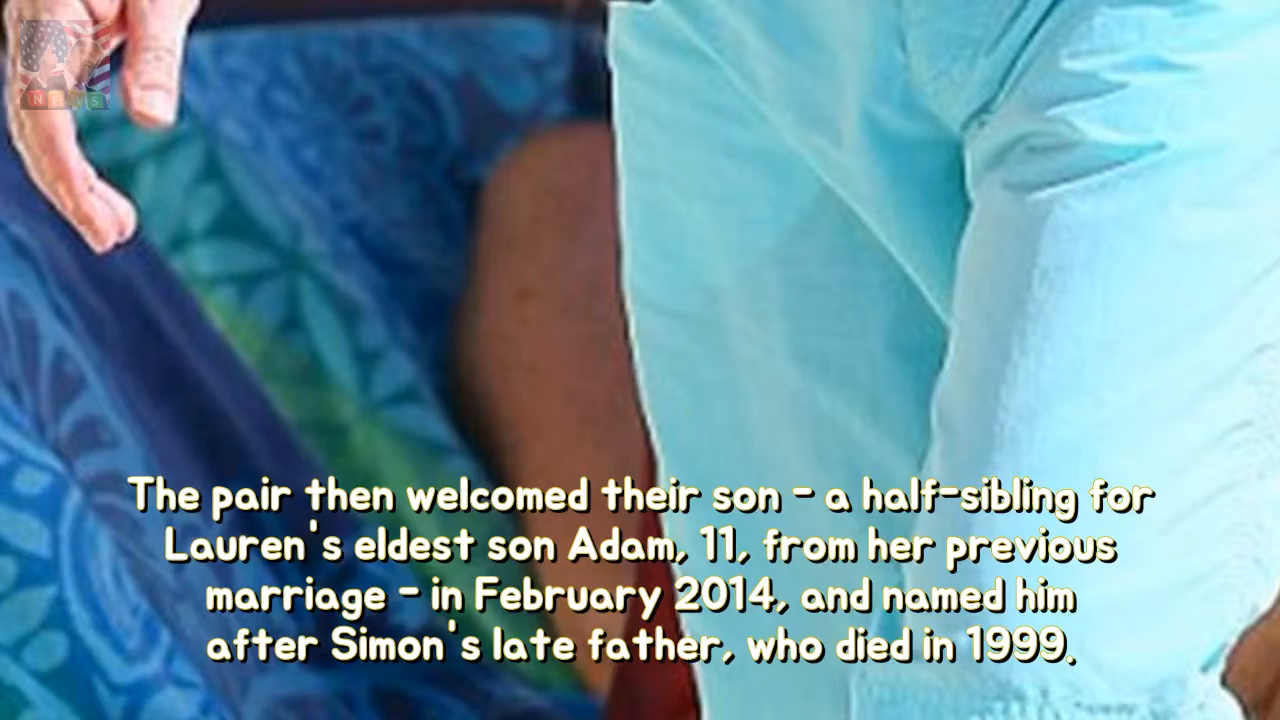 The pair then welcomed their son - a half-sibling for
Lauren's eldest son Adam, 11, from her previous
marriage - in February 2014, and named him
after Simon's late father, who died in 1999.
NEWS